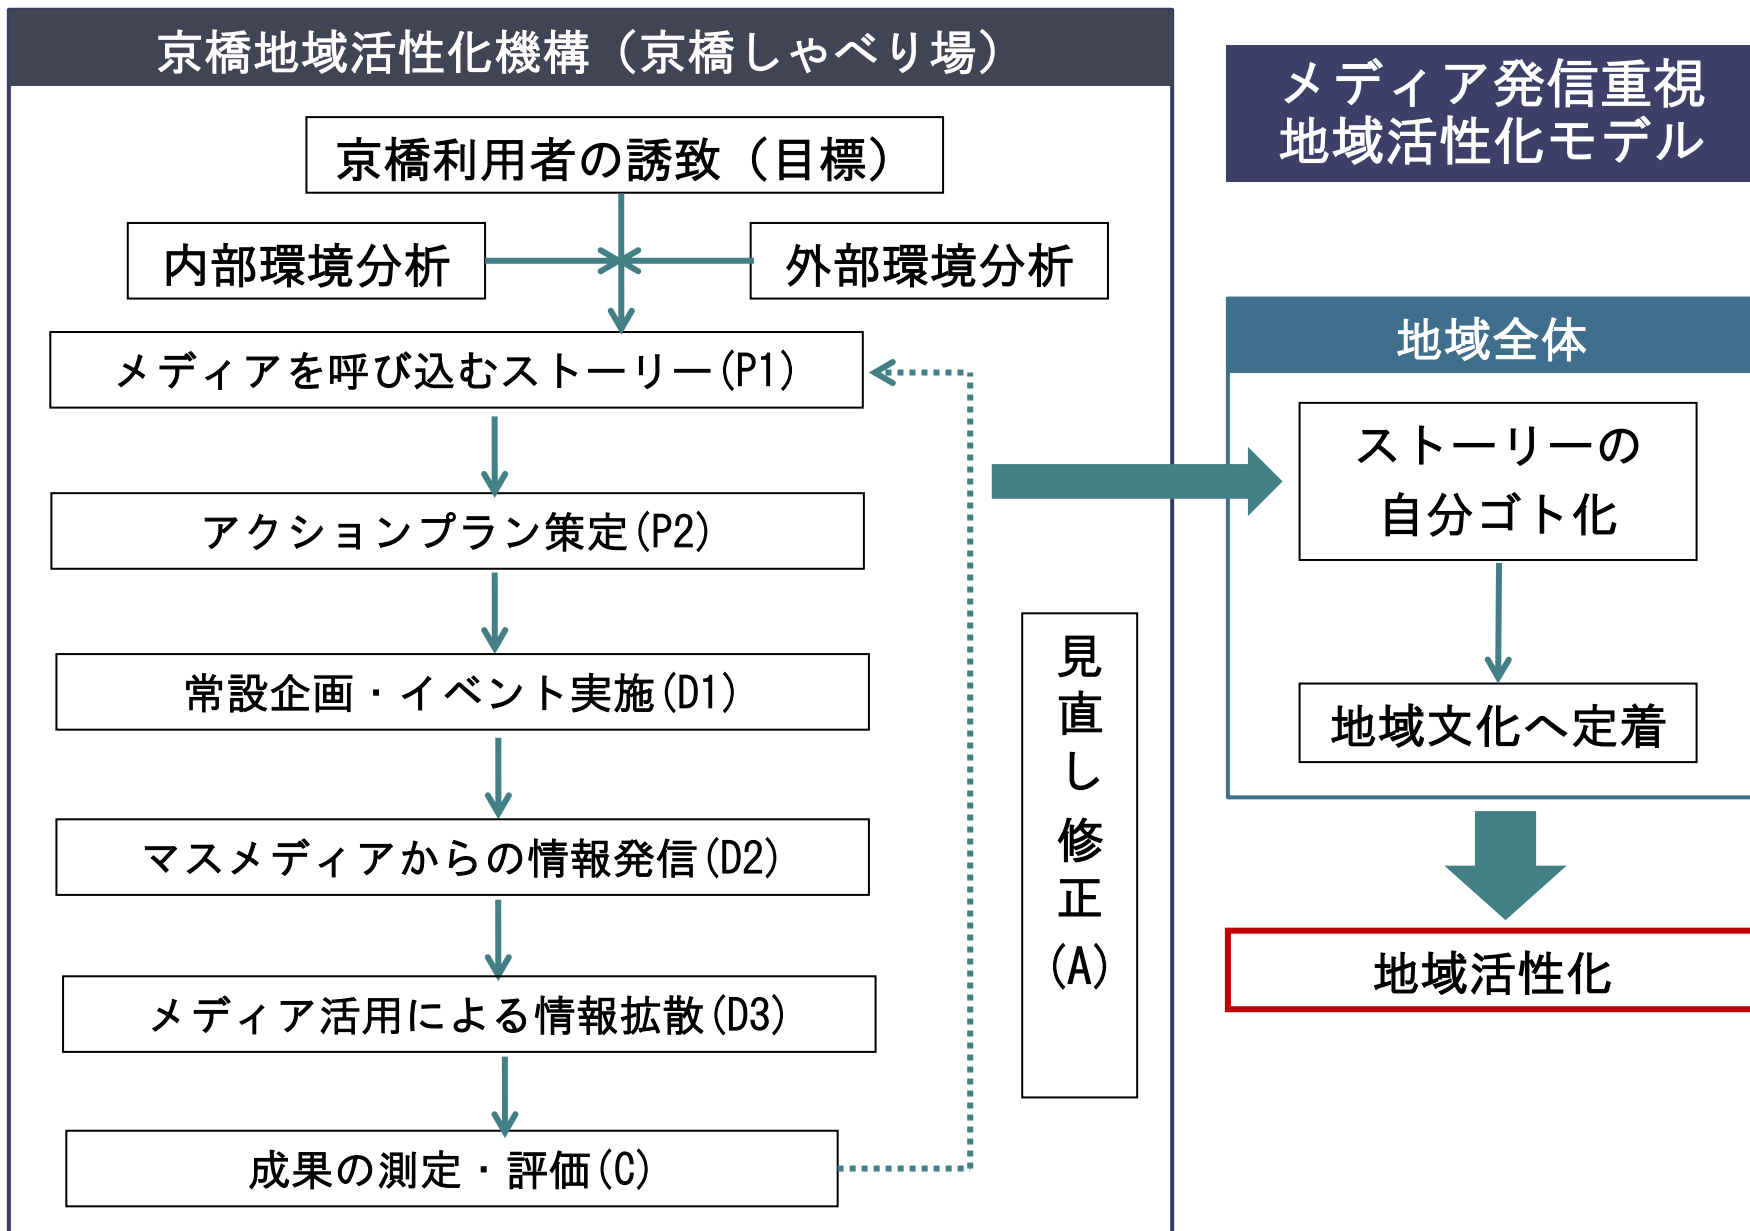 京橋地域活性化機構（京橋しゃべり場）
京橋利用者の誘致（目標）
内部環境分析
外部環境分析
メディアを呼び込むストーリー(P1)
アクションプラン策定(P2)
常設企画・イベント実施(D1)
マスメディアからの情報発信(D2)
メディア活用による情報拡散(D3)
成果の測定・評価(C)
見直し修正(A)
メディア発信重視
地域活性化モデル
地域全体
ストーリーの
自分ゴト化
地域文化へ定着
地域活性化